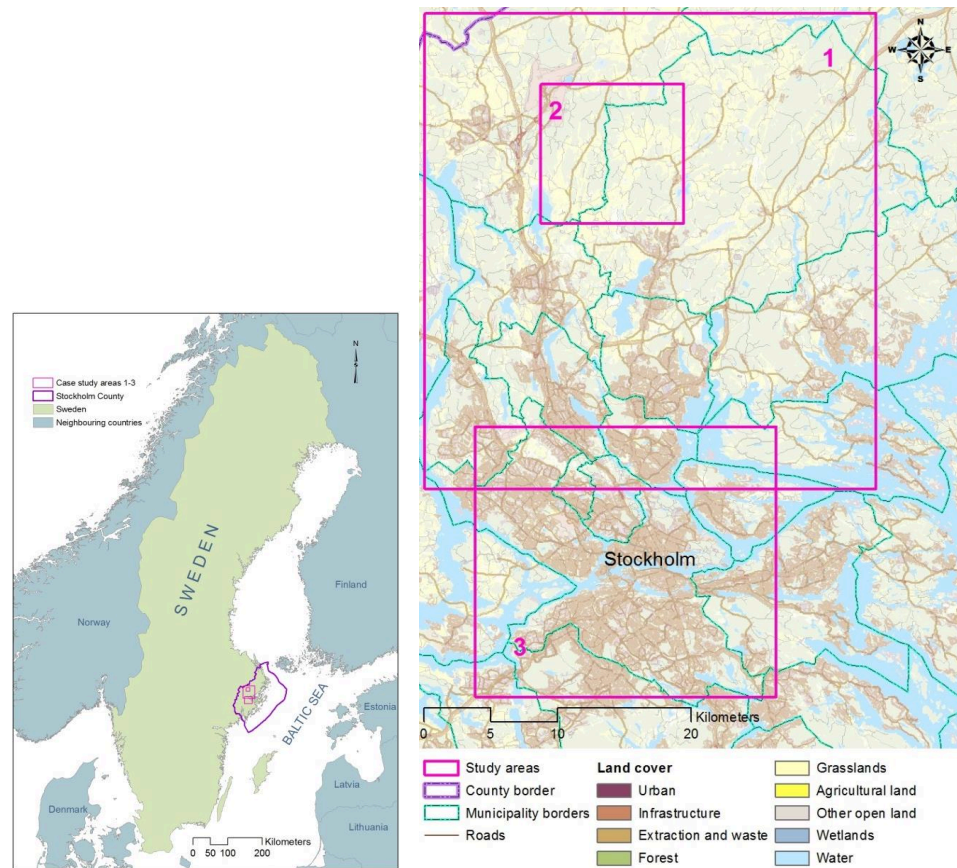 N
Case study areas 1-3
Stockholm County
Sweden
Neighbouring countries
SWEDEN
Norway
Finland
BALTIC SEA
Estonia
Latvia
Lithuania
Denmark
Kilometers
0 50 100 200
N
W E
S
1
2
Stockholm
3
Kilometers
0 5 10 20
Study areas
County border
Municipality borders
Roads
Land cover
Urban
Infrastructure
Extraction and waste
Forest
Grasslands
Agricultural land
Other open land
Wetlands
Water